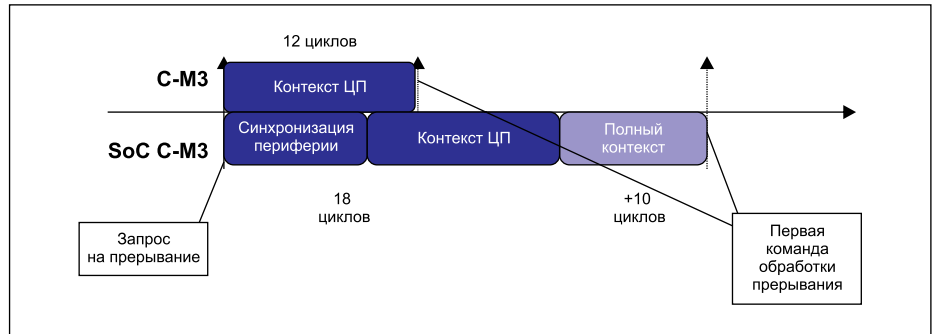 12 циклов
C-M3
Контекст ЦП
SoC C-M3
Синхронизация
периферии
Контекст ЦП
Полный
контекст
18
циклов
+10
циклов
Запрос
на прерывание
Первая
команда
обработки
прерывания